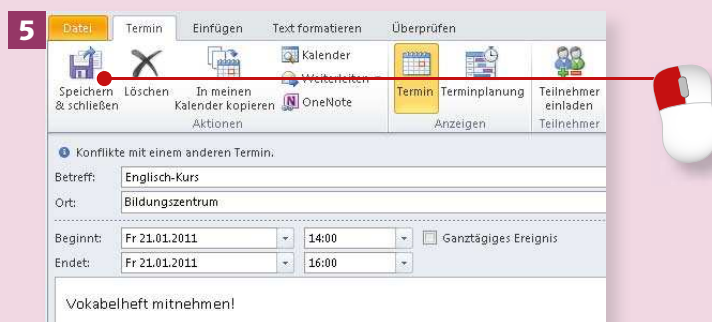 5
Datei Termin Einfügen Text formatieren Überprüfen
Speichern & schließen
Löschen
In meinen Kalender kopieren
Kalender
Weiterleiten
OneNote
Aktionen
Termin
Terminplanung
Anzeigen
Teilnehmer einladen
Teilnehmer
Konflikte mit einem anderen Termin.
Betreff: Englisch-Kurs
Ort: Bildungszentrum
Beginnt: Fr 21.01.2011 14:00 Ganztägiges Ereignis
Endet: Fr 21.01.2011 16:00
Vokabelheft mitnehmen!